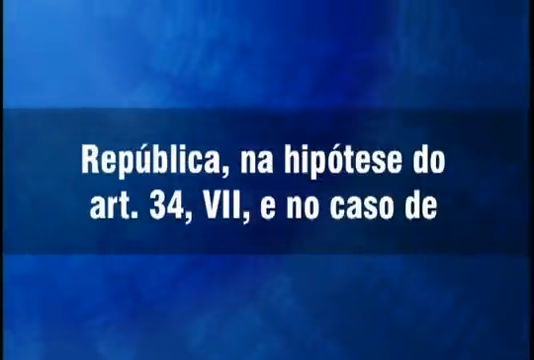 República, na hipótese do
art. 34, VII, e no caso de